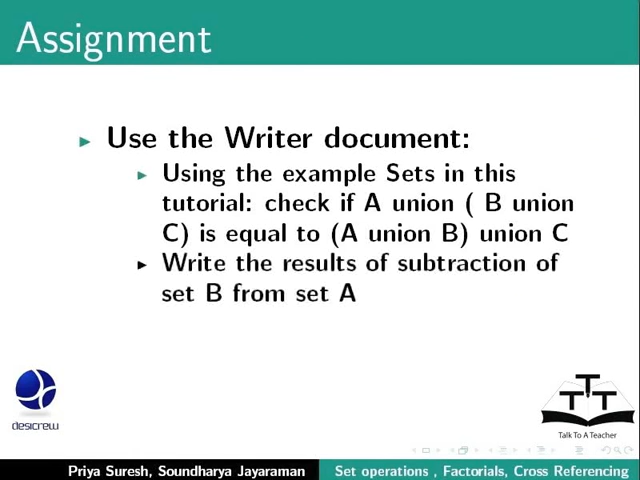 Assignment
Use the Writer document:
Using the example Sets in this
tutorial: check if A union ( B union
C) is equal to (A union B) union C
Write the results of subtraction of
set B from set A
desicrew
TTT
Talk To A Teacher
Priya Suresh, Soundharya Jayaraman
Set operations , Factorials, Cross Referencing